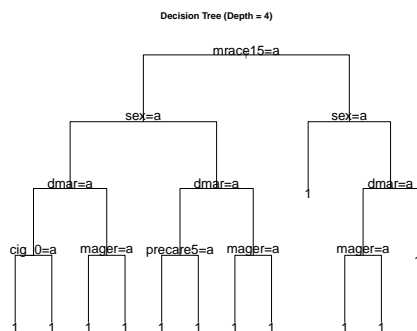 Decision Tree (Depth = 4)
mrace15=a
sex=a sex=a
dmar=a dmar=a 1 dmar=a
cig_0=a mager=a precare5=a mager=a mager=a
1 1 1 1 1 1 1 1 1 1